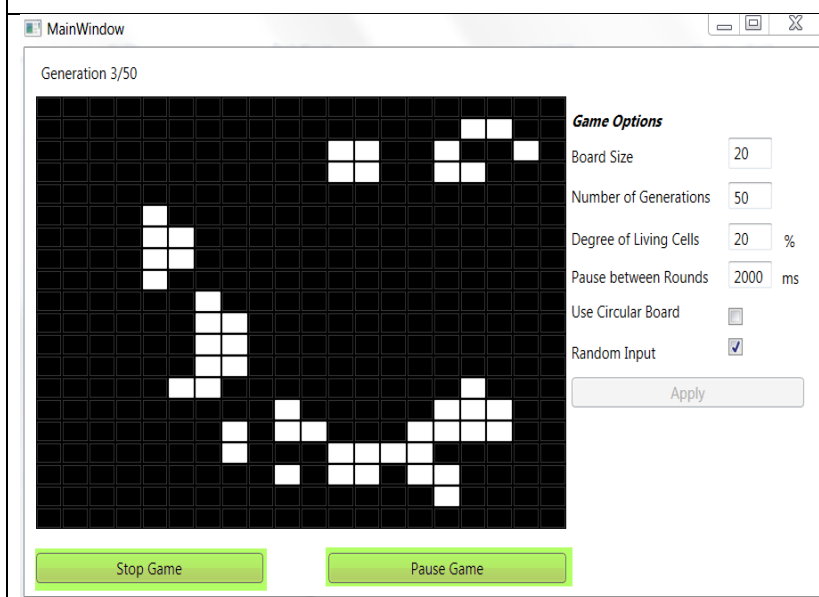 MainWindow
Generation 3/50
Game Options
Board Size 20
Number of Generations 50
Degree of Living Cells 20 %
Pause between Rounds 2000 ms
Use Circular Board
Random Input
Apply
Stop Game Pause Game